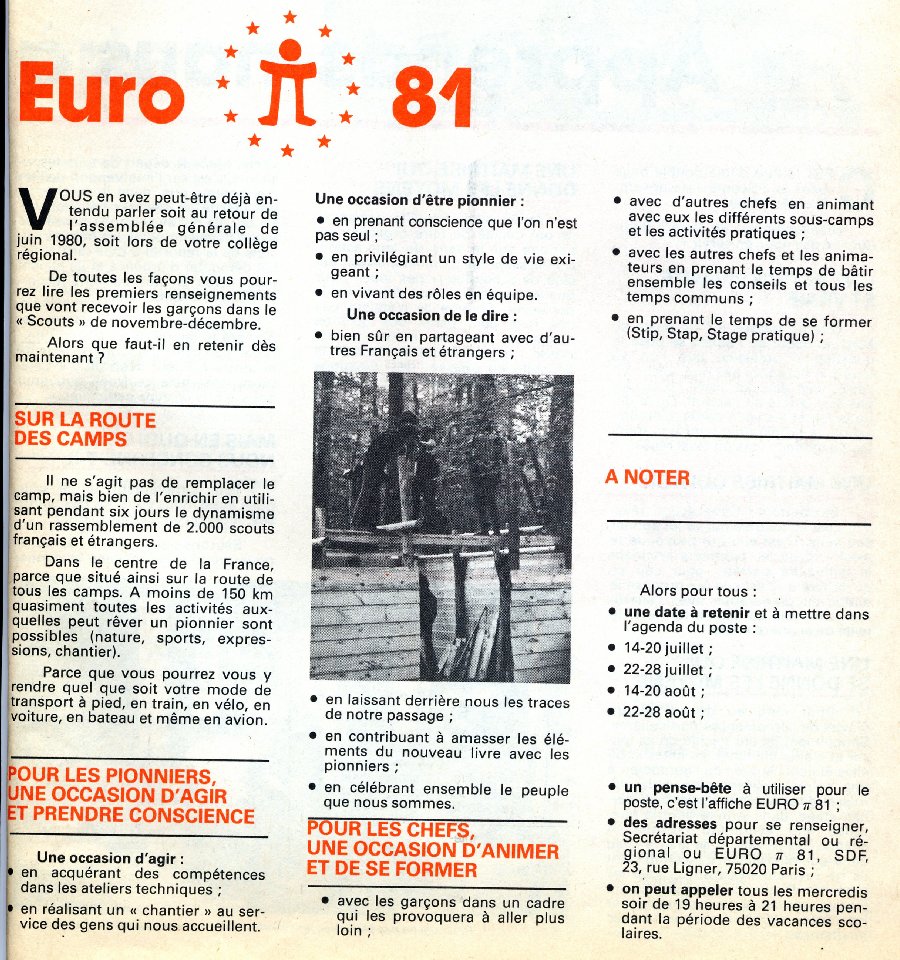 Euro π 81
VOUS en avez peut-être déjà en-
tendu parler soit au retour de
l'assemblée générale de
juin 1980, soit lors de votre collège
régional.
De toutes les façons vous pour-
rez lire les premiers renseignements
que vont recevoir les garçons dans le
« Scouts » de novembre-décembre.
Alors que faut-il en retenir dès
maintenant ?
SUR LA ROUTE
DES CAMPS
Il ne s'agit pas de remplacer le
camp, mais bien de l'enrichir en utili-
sant pendant six jours le dynamisme
d'un rassemblement de 2.000 scouts
français et étrangers.
Dans le centre de la France,
parce que situé ainsi sur la route de
tous les camps. A moins de 150 km
quasiment toutes les activités aux-
quelles peut rêver un pionnier sont
possibles (nature, sports, expres-
sions, chantier).
Parce que vous pourrez vous y
rendre quel que soit votre mode de
transport à pied, en train, en vélo, en
voiture, en bateau et même en avion.
POUR LES PIONNIERS,
UNE OCCASION D'AGIR
ET PRENDRE CONSCIENCE
Une occasion d'agir :
• en acquérant des compétences
dans les ateliers techniques ;
• en réalisant un « chantier » au ser-
vice des gens qui nous accueillent.
Une occasion d'être pionnier :
• en prenant conscience que l'on n'est
pas seul ;
• en privilégiant un style de vie exi-
geant ;
• en vivant des rôles en équipe.
Une occasion de le dire :
• bien sûr en partageant avec d'au-
tres Français et étrangers ;
• en laissant derrière nous les traces
de notre passage ;
• en contribuant à amasser les élé-
ments du nouveau livre avec les
pionniers ;
• en célébrant ensemble le peuple
que nous sommes.
POUR LES CHEFS,
UNE OCCASION D'ANIMER
ET DE SE FORMER
• avec les garçons dans un cadre
qui les provoquera à aller plus
loin ;
• avec d'autres chefs en animant
avec eux les différents sous-camps
et les activités pratiques ;
• avec les autres chefs et les anima-
teurs en prenant le temps de bâtir
ensemble les conseils et tous les
temps communs ;
• en prenant le temps de se former
(Stip, Stap, Stage pratique) ;
A NOTER
Alors pour tous :
• une date à retenir et à mettre dans
l'agenda du poste :
• 14-20 juillet ;
• 22-28 juillet ;
• 14-20 août ;
• 22-28 août ;
• un pense-bête à utiliser pour le
poste, c'est l'affiche EURO π 81 ;
• des adresses pour se renseigner,
Secrétariat départemental ou ré-
gional ou EURO π 81, SDF,
23, rue Ligner, 75020 Paris ;
• on peut appeler tous les mercredis
soir de 19 heures à 21 heures pen-
dant la période des vacances sco-
laires.